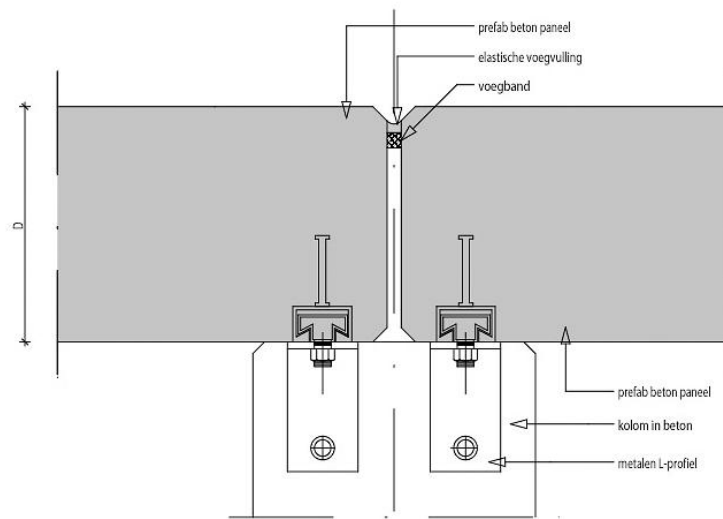 prefab beton paneel
elastische voegvulling
voegband
D
prefab beton paneel
kolom in beton
metalen L-profiel